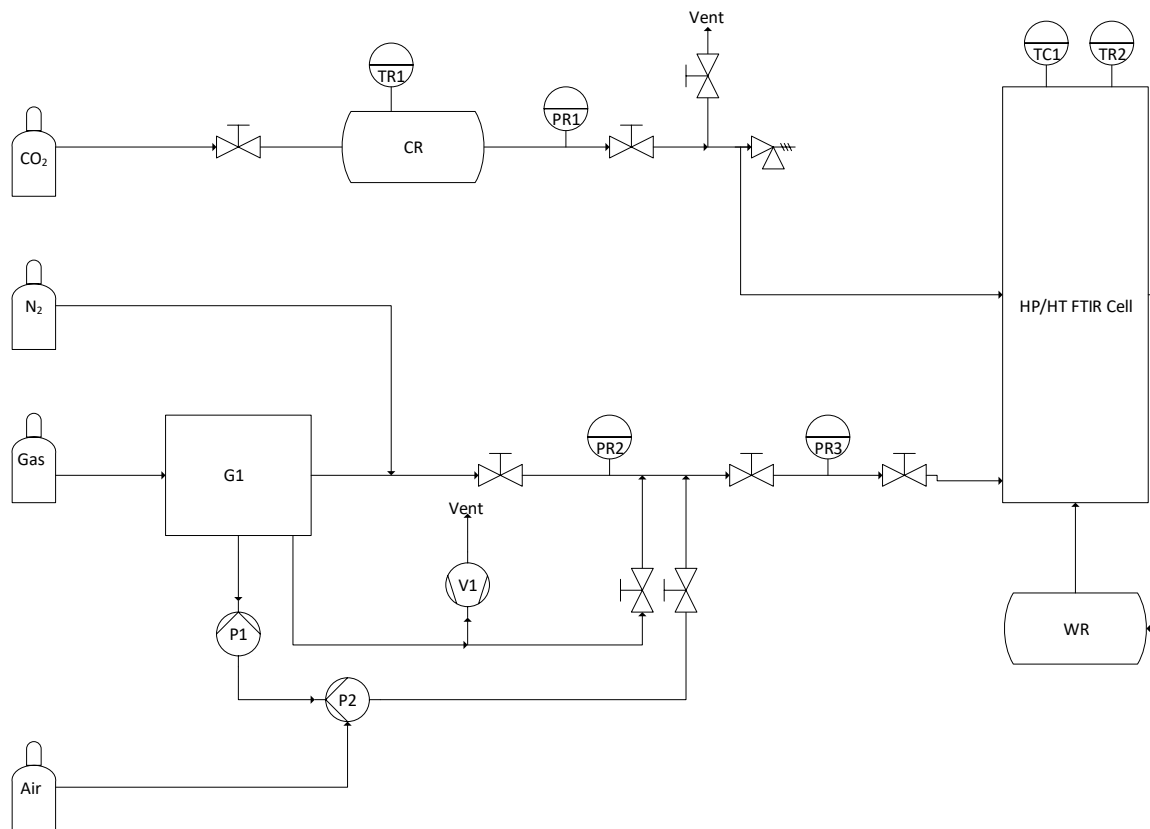 Vent
TC1
TR2
TR1
PR1
CO₂
CR
N₂
HP/HT FTIR Cell
PR2
PR3
Gas
G1
Vent
V1
P1
WR
P2
Air